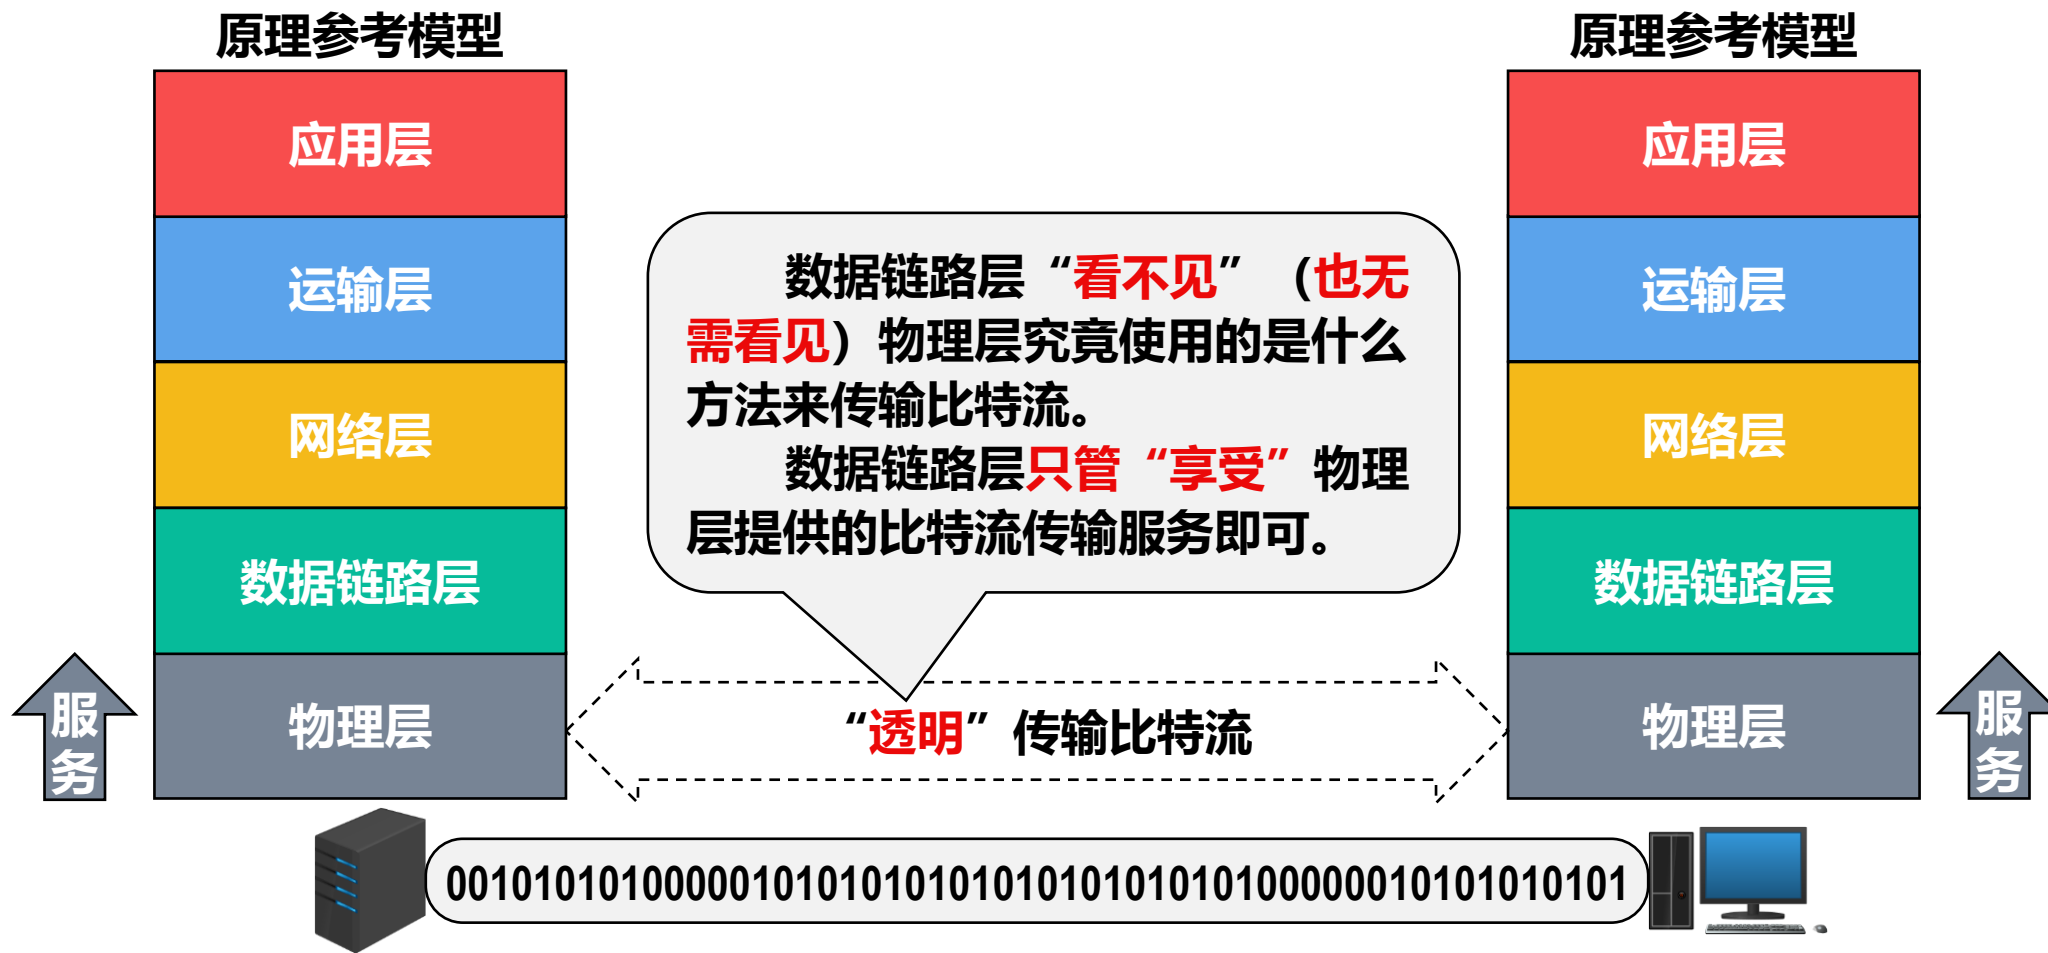 原理参考模型
应用层
运输层
网络层
数据链路层
物理层
服
务
数据链路层“看不见”（也无
需看见）物理层究竟使用的是什么
方法来传输比特流。
数据链路层只管“享受”物理
层提供的比特流传输服务即可。
“透明”传输比特流
原理参考模型
应用层
运输层
网络层
数据链路层
物理层
服
务
001010101000001010101010101010101010100000010101010101